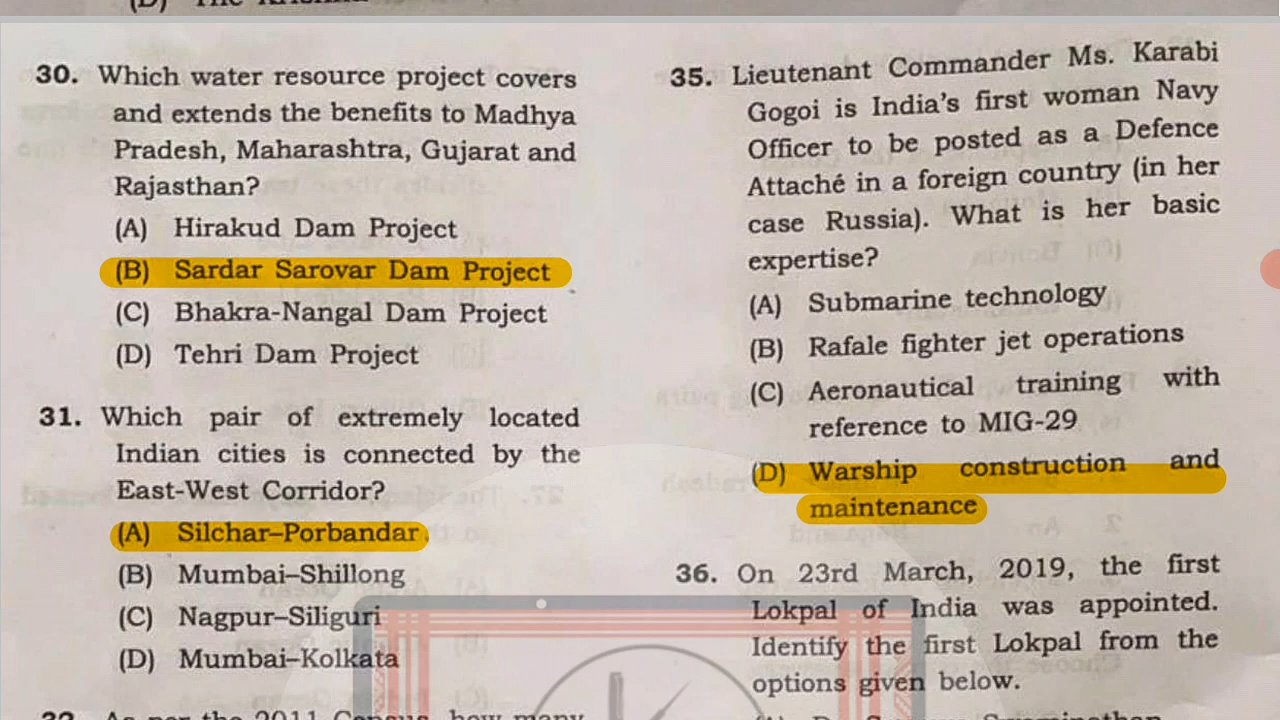 30. Which water resource project covers
and extends the benefits to Madhya
Pradesh, Maharashtra, Gujarat and
Rajasthan?
(A) Hirakud Dam Project
(B) Sardar Sarovar Dam Project
(C) Bhakra-Nangal Dam Project
(D) Tehri Dam Project
31. Which pair of extremely located
Indian cities is connected by the
East-West Corridor?
(A) Silchar–Porbandar
(B) Mumbai–Shillong
(C) Nagpur–Siliguri
(D) Mumbai–Kolkata
35. Lieutenant Commander Ms. Karabi
Gogoi is India's first woman Navy
Officer to be posted as a Defence
Attaché in a foreign country (in her
case Russia). What is her basic
expertise?
(A) Submarine technology
(B) Rafale fighter jet operations
(C) Aeronautical training with
reference to MIG-29
(D) Warship construction and
maintenance
36. On 23rd March, 2019, the first
Lokpal of India was appointed.
Identify the first Lokpal from the
options given below.